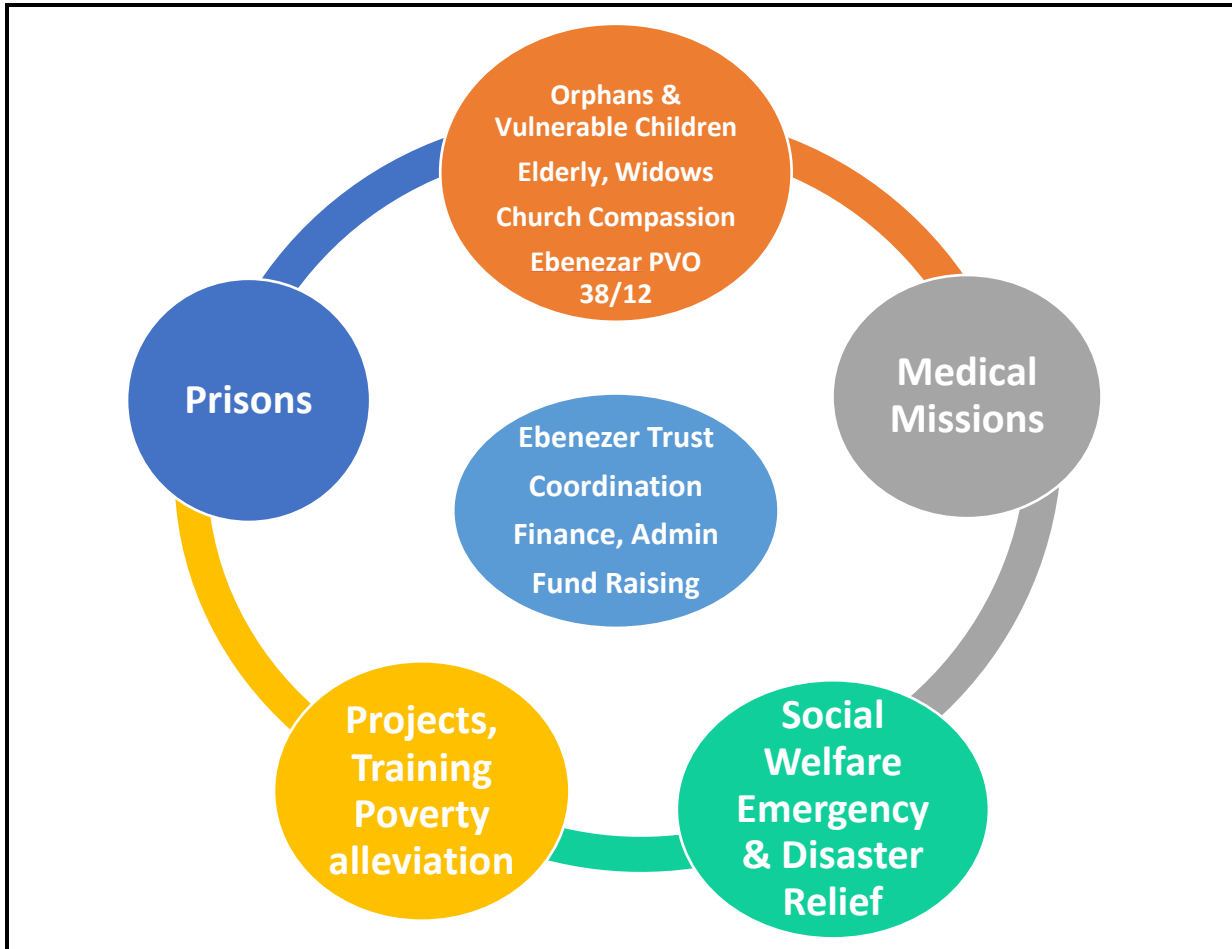 Orphans &
Vulnerable Children
Elderly, Widows
Church Compassion
Ebenezar PVO
38/12
Prisons
Medical
Missions
Ebenezer Trust
Coordination
Finance, Admin
Fund Raising
Projects,
Training
Poverty
alleviation
Social
Welfare
Emergency
& Disaster
Relief